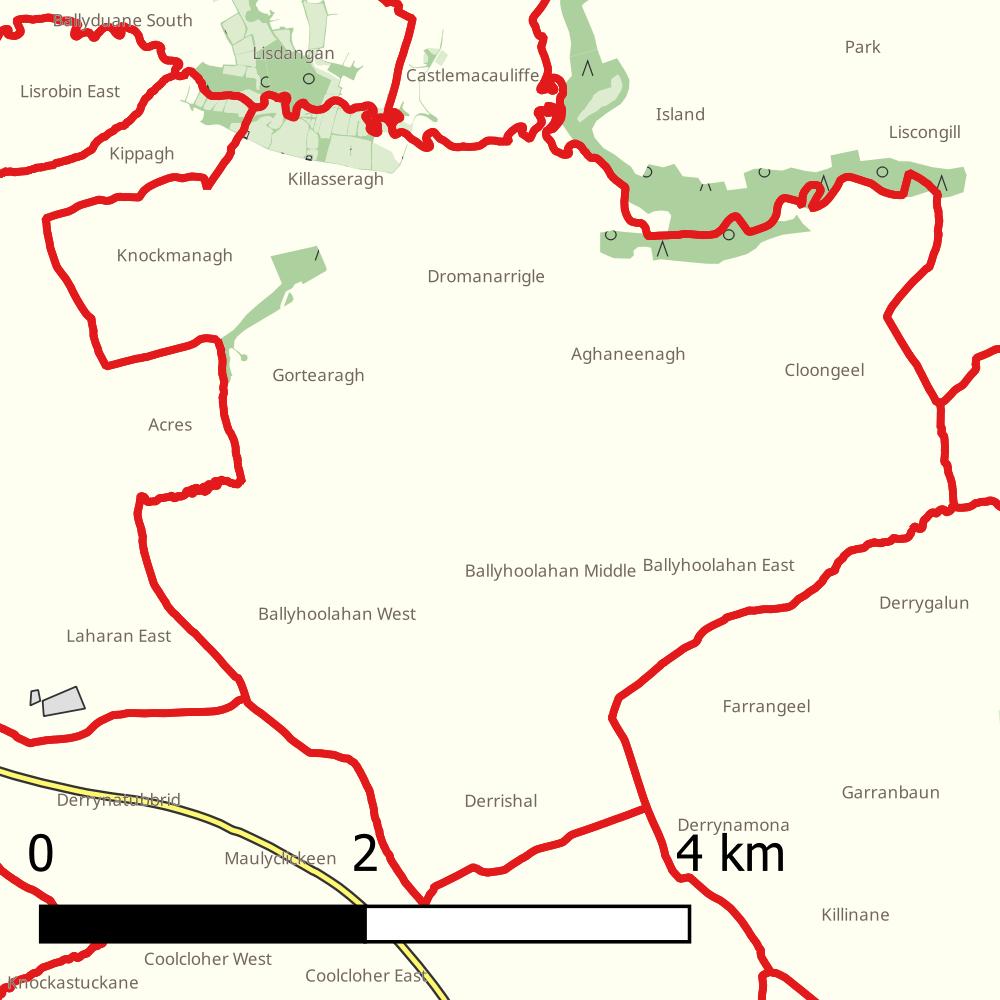 Ballyduane South
Park
Lisdangan
Castlemacauliffe
Lisrobin East
Island
Liscongill
Kippagh
Killasseragh
Knockmanagh
Dromanarrigle
Aghaneenagh
Cloongeel
Gortearagh
Acres
Ballyhoolahan Middle
Ballyhoolahan East
Derrygalun
Ballyhoolahan West
Laharan East
Farrangeel
Garranbaun
Derrynatubbrid
Derrishal
Derrynamona
0 2 4 km
Maulyclickeen
Killinane
Coolcloher West
Coolcloher East
Knockastuckane